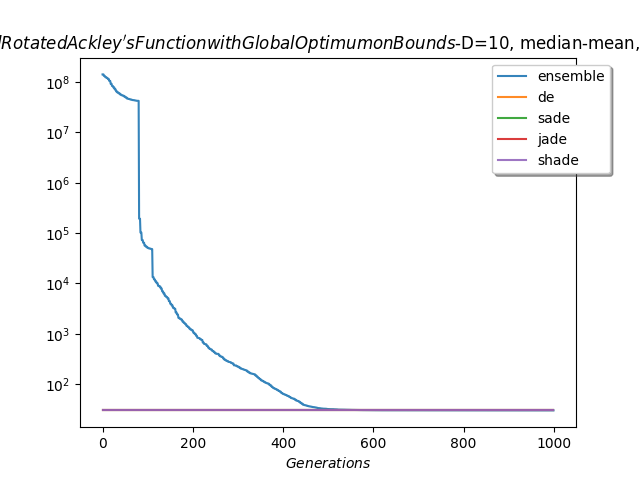 RotatedAckley'sFunctionwithGlobalOptimumonBounds-D=10, median-mean,
ensemble
de
sade
jade
shade
10^8
10^7
10^6
10^5
10^4
10^3
10^2
0 200 400 600 800 1000
Generations